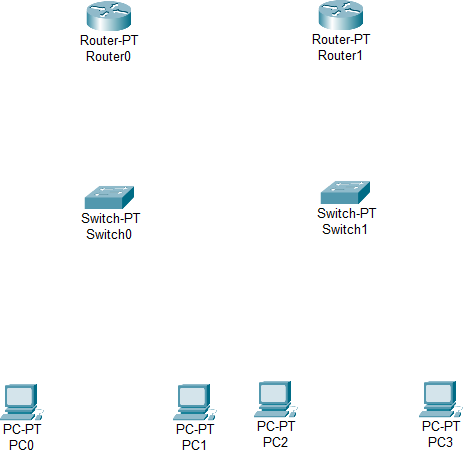 Router-PT
Router0
Router-PT
Router1
Switch-PT
Switch0
Switch-PT
Switch1
PC-PT
PC0
PC-PT
PC1
PC-PT
PC2
PC-PT
PC3